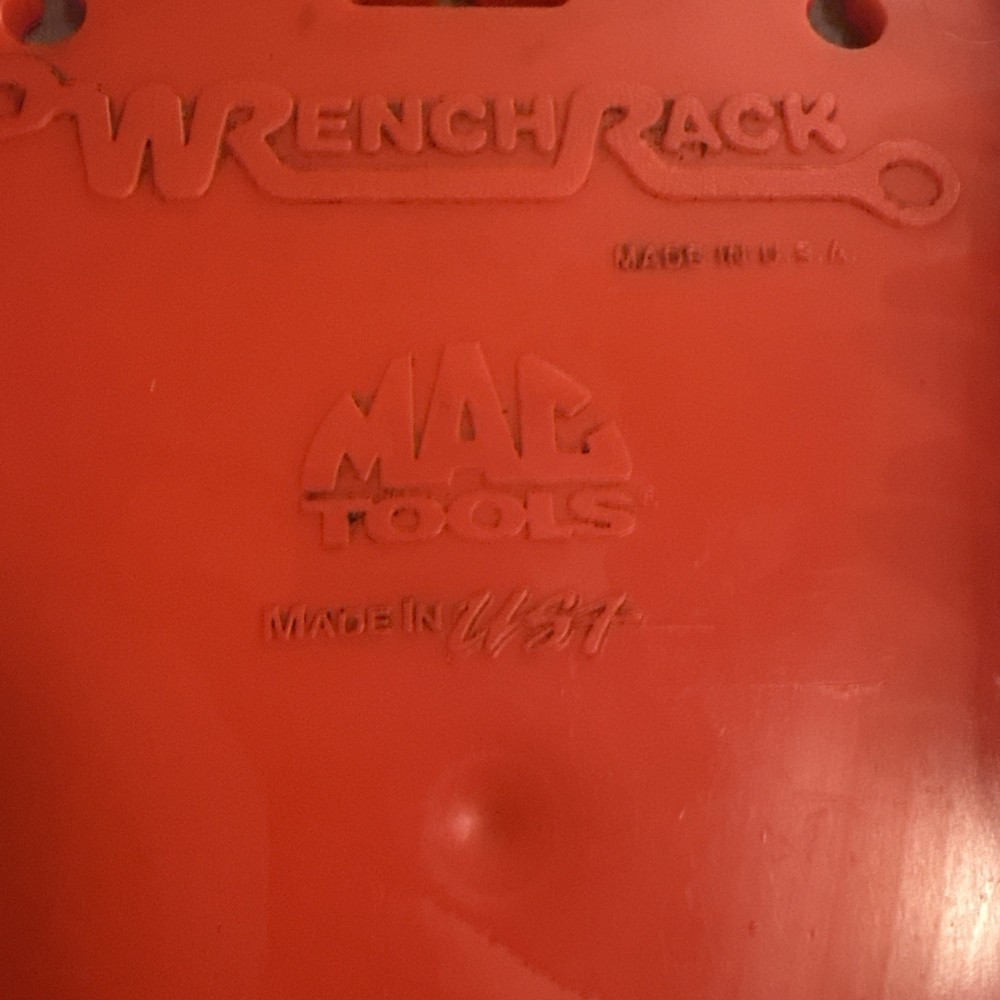 WRENCHRACK
MADE IN U.S.A.
MAC
TOOLS
MADE IN USA